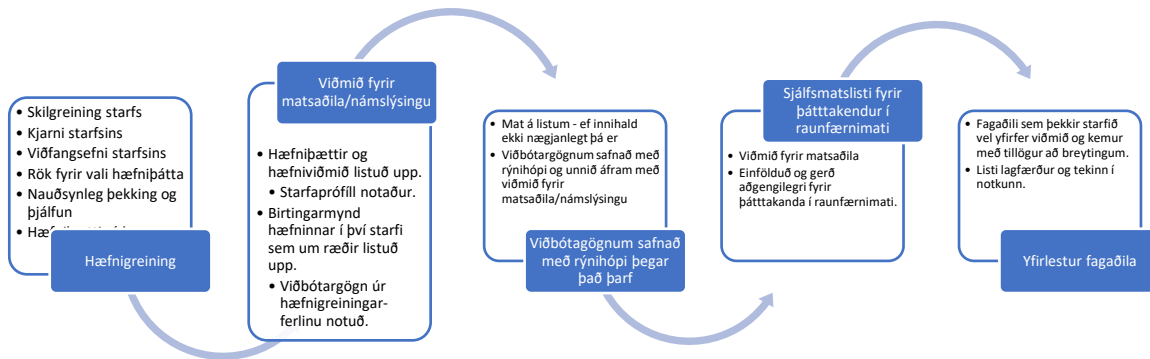 • Skilgreining starfs
• Kjarni starfsins
• Viðfangsefni starfsins
• Rök fyrir vali hæfniþátta
• Nauðsynleg þekking og
þjálfun
Hæfnigreining
Viðmið fyrir
matsaðila/námslýsingu
• Hæfniþættir og
hæfniviðmið listuð upp.
• Starfaprófíll notaður.
• Birtingarmynd
hæfninnar í því starfi
sem um ræðir listuð
upp.
• Viðbótargögn úr
hæfnigreiningar-
ferlinu notuð.
• Mat á listum - ef innihald
ekki nægjanlegt þá er
• Viðbótargögnum safnað með
rýnihópi og unnið áfram með
viðmið fyrir
matsaðila/námslýsingu
Viðbótagögnum safnað
með rýnihópi þegar
það þarf
Sjálfsmatslisti fyrir
þátttakendur í
raunfærnimati
• Viðmið fyrir matsaðila
• Einfölduð og gerð
aðgengilegri fyrir
þátttakanda í raunfærnimati.
• Fagaðili sem þekkir starfið
vel yfirfer viðmið og kemur
með tillögur að breytingum.
• Listi lagfærður og tekinn í
notkunn.
Yfirlestur fagaðila